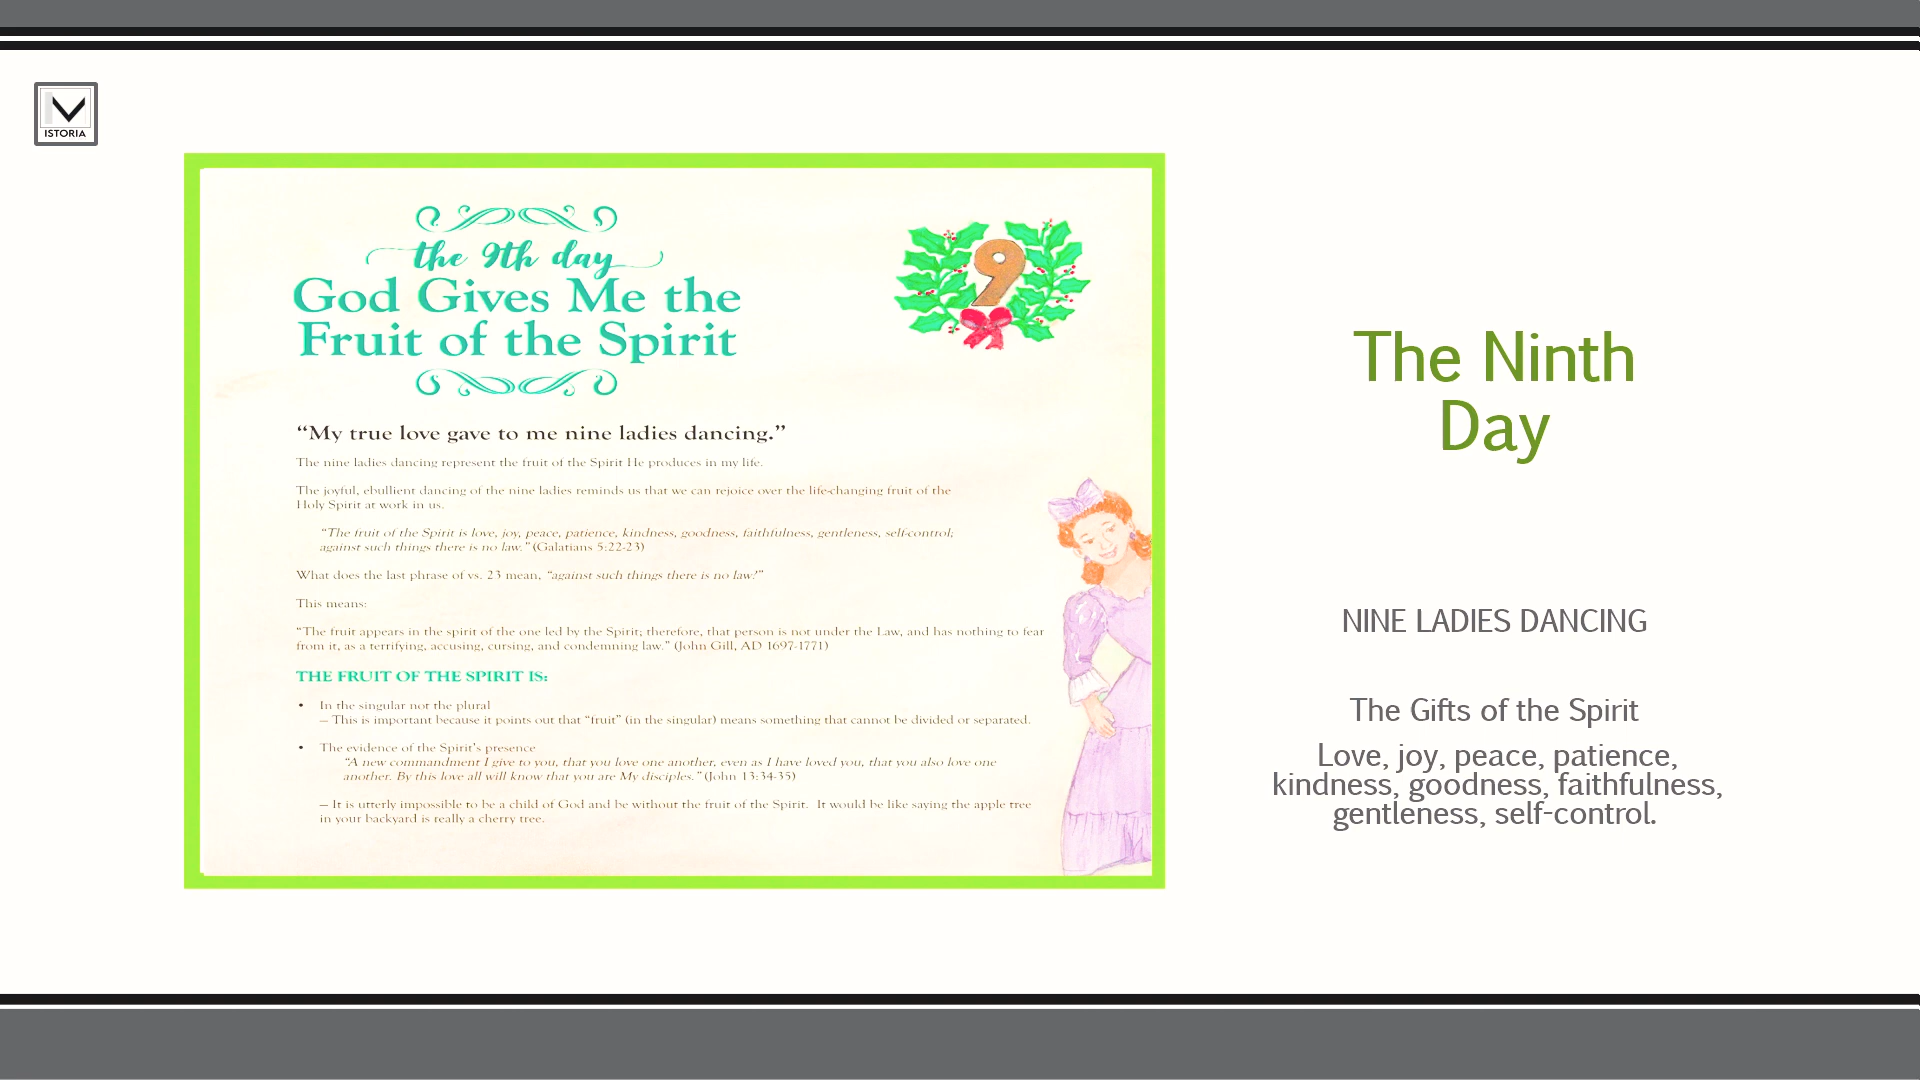 ISTORIA
the 9th day
God Gives Me the
Fruit of the Spirit
9
“My true love gave to me nine ladies dancing.”
The nine ladies dancing represent the fruit of the Spirit He produces in my life.
The joyful, ebullient dancing of the nine ladies reminds us that we can rejoice over the life-changing fruit of the
Holy Spirit at work in us.
“The fruit of the Spirit is love, joy, peace, patience, kindness, goodness, faithfulness, gentleness, self-control;
against such things there is no law.” (Galatians 5:22-23)
What does the last phrase of vs. 23 mean, “against such things there is no law?”
This means:
“The fruit appears in the spirit of the one led by the Spirit; therefore, that person is not under the Law, and has nothing to fear
from it, as a terrifying, accusing, cursing, and condemning law.” (John Gill, AD 1697-1771)
THE FRUIT OF THE SPIRIT IS:
• In the singular not the plural
– This is important because it points out that “fruit” (in the singular) means something that cannot be divided or separated.
• The evidence of the Spirit's presence
“A new commandment I give to you, that you love one another, even as I have loved you, that you also love one
another. By this love all will know that you are My disciples.” (John 13:34-35)
– It is utterly impossible to be a child of God and be without the fruit of the Spirit. It would be like saying the apple tree
in your backyard is really a cherry tree.
The Ninth
Day
NINE LADIES DANCING
The Gifts of the Spirit
Love, joy, peace, patience,
kindness, goodness, faithfulness,
gentleness, self-control.